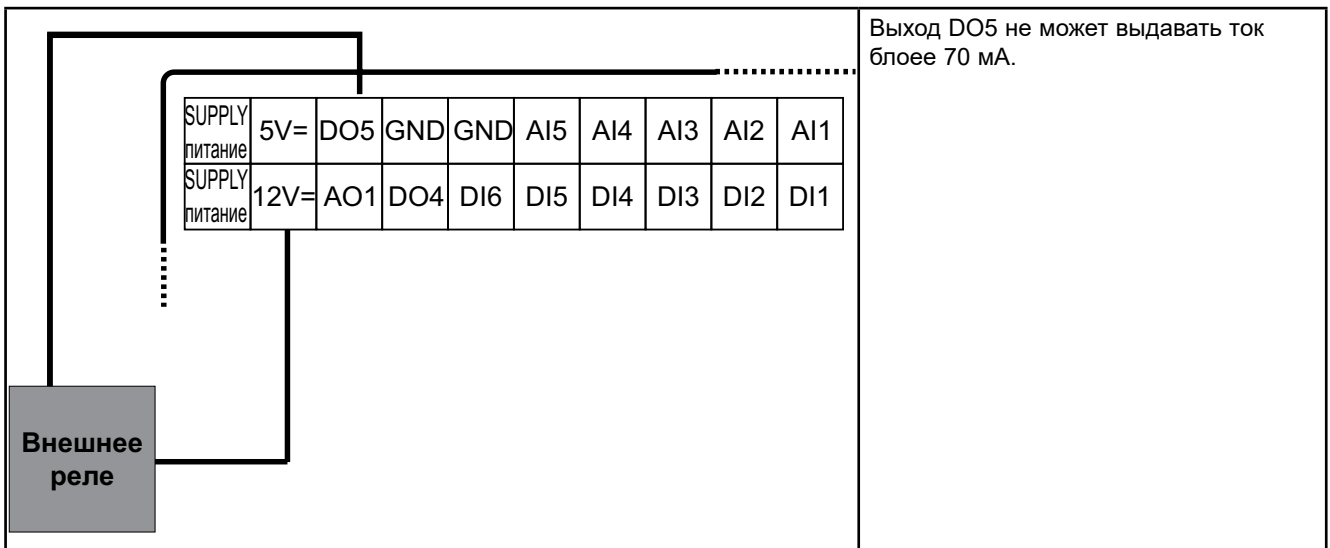 Выход DO5 не может выдавать ток
блоее 70 мА.
SUPPLY
питание
5V= DO5 GND GND AI5 AI4 AI3 AI2 AI1
SUPPLY
питание
12V= AO1 DO4 DI6 DI5 DI4 DI3 DI2 DI1
Внешнее
реле